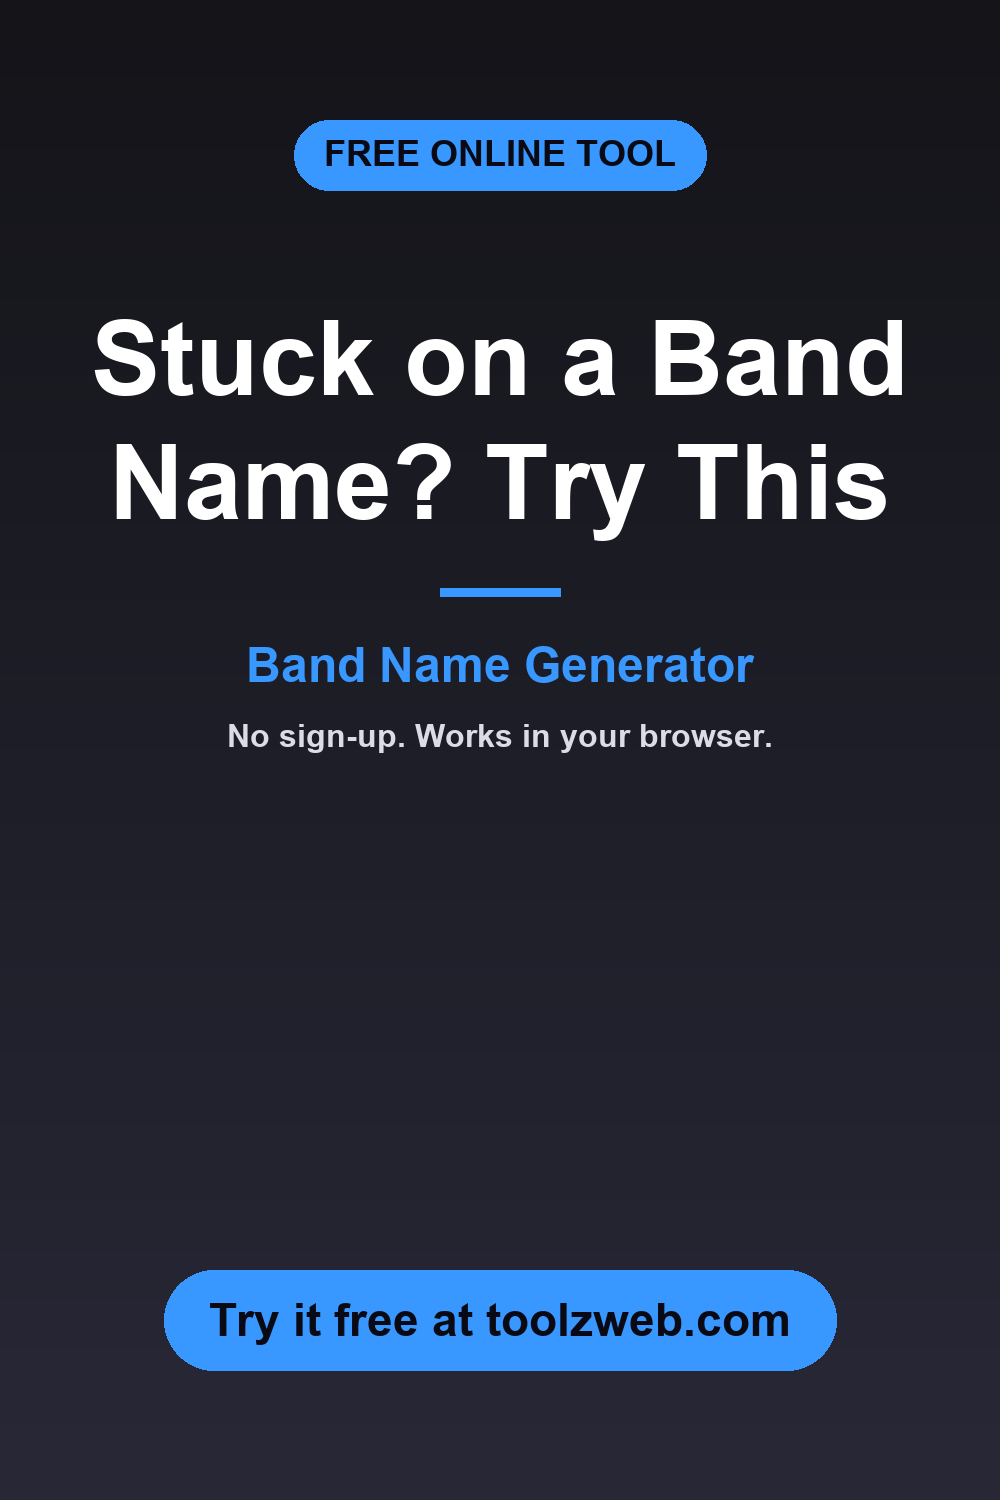 FREE ONLINE TOOL
Stuck on a Band
Name? Try This
Band Name Generator
No sign-up. Works in your browser.
Try it free at toolzweb.com